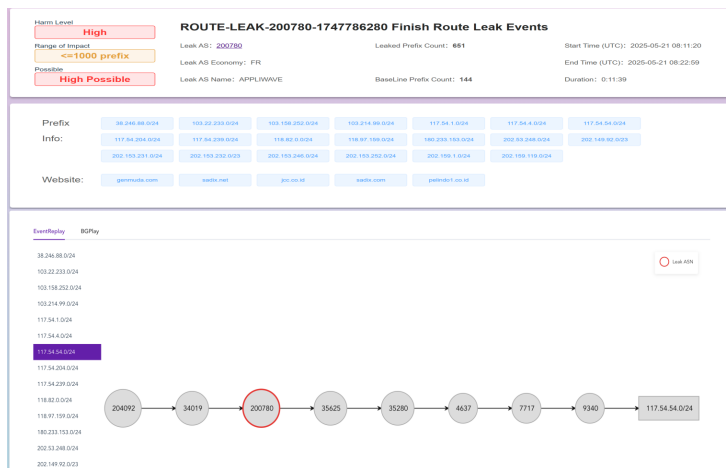 Harm Level
High
Range of Impact
<=1000 prefix
Possible
High Possible
ROUTE-LEAK-200780-1747786280 Finish Route Leak Events
Leak AS: 200780
Leaked Prefix Count: 651
Start Time (UTC): 2025-05-21 08:11:20
Leak AS Economy: FR
End Time (UTC): 2025-05-21 08:22:59
Leak AS Name: APPLIWAVE
BaseLine Prefix Count: 144
Duration: 0:11:39
Prefix Info:
38.246.88.0/24 103.22.233.0/24 103.158.252.0/24 103.214.99.0/24 117.54.1.0/24 117.54.4.0/24 117.54.54.0/24
117.54.204.0/24 117.54.239.0/24 118.82.0.0/24 118.97.159.0/24 180.233.153.0/24 202.53.248.0/24 202.149.92.0/23
202.153.231.0/24 202.153.232.0/23 202.153.246.0/24 202.153.252.0/24 202.159.1.0/24 202.159.119.0/24
Website: genmuda.com eadix.net jcc.co.id eadix.com pelindo1.co.id
EventReplay BGPlay
38.246.88.0/24
103.22.233.0/24
103.158.252.0/24
103.214.99.0/24
117.54.1.0/24
117.54.4.0/24
117.54.54.0/24
117.54.204.0/24
117.54.239.0/24
118.82.0.0/24
118.97.159.0/24
180.233.153.0/24
202.53.248.0/24
202.149.92.0/23
Leak ASN
204092 34019 200780 35625 35280 4637 7717 9340 117.54.54.0/24